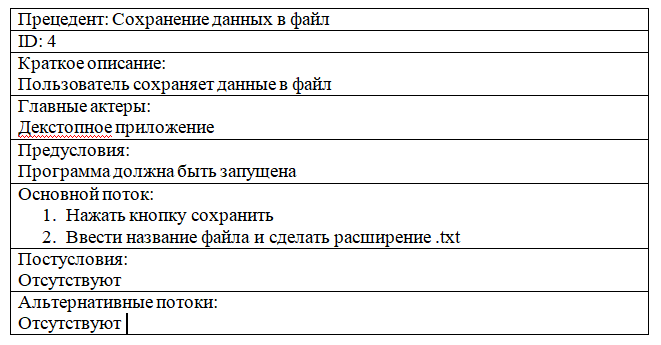 Прецедент: Сохранение данных в файл
ID: 4
Краткое описание:
Пользователь сохраняет данные в файл
Главные актеры:
Декстопное приложение
Предусловия:
Программа должна быть запущена
Основной поток:
1. Нажать кнопку сохранить
2. Ввести название файла и сделать расширение .txt
Постусловия:
Отсутствуют
Альтернативные потоки:
Отсутствуют